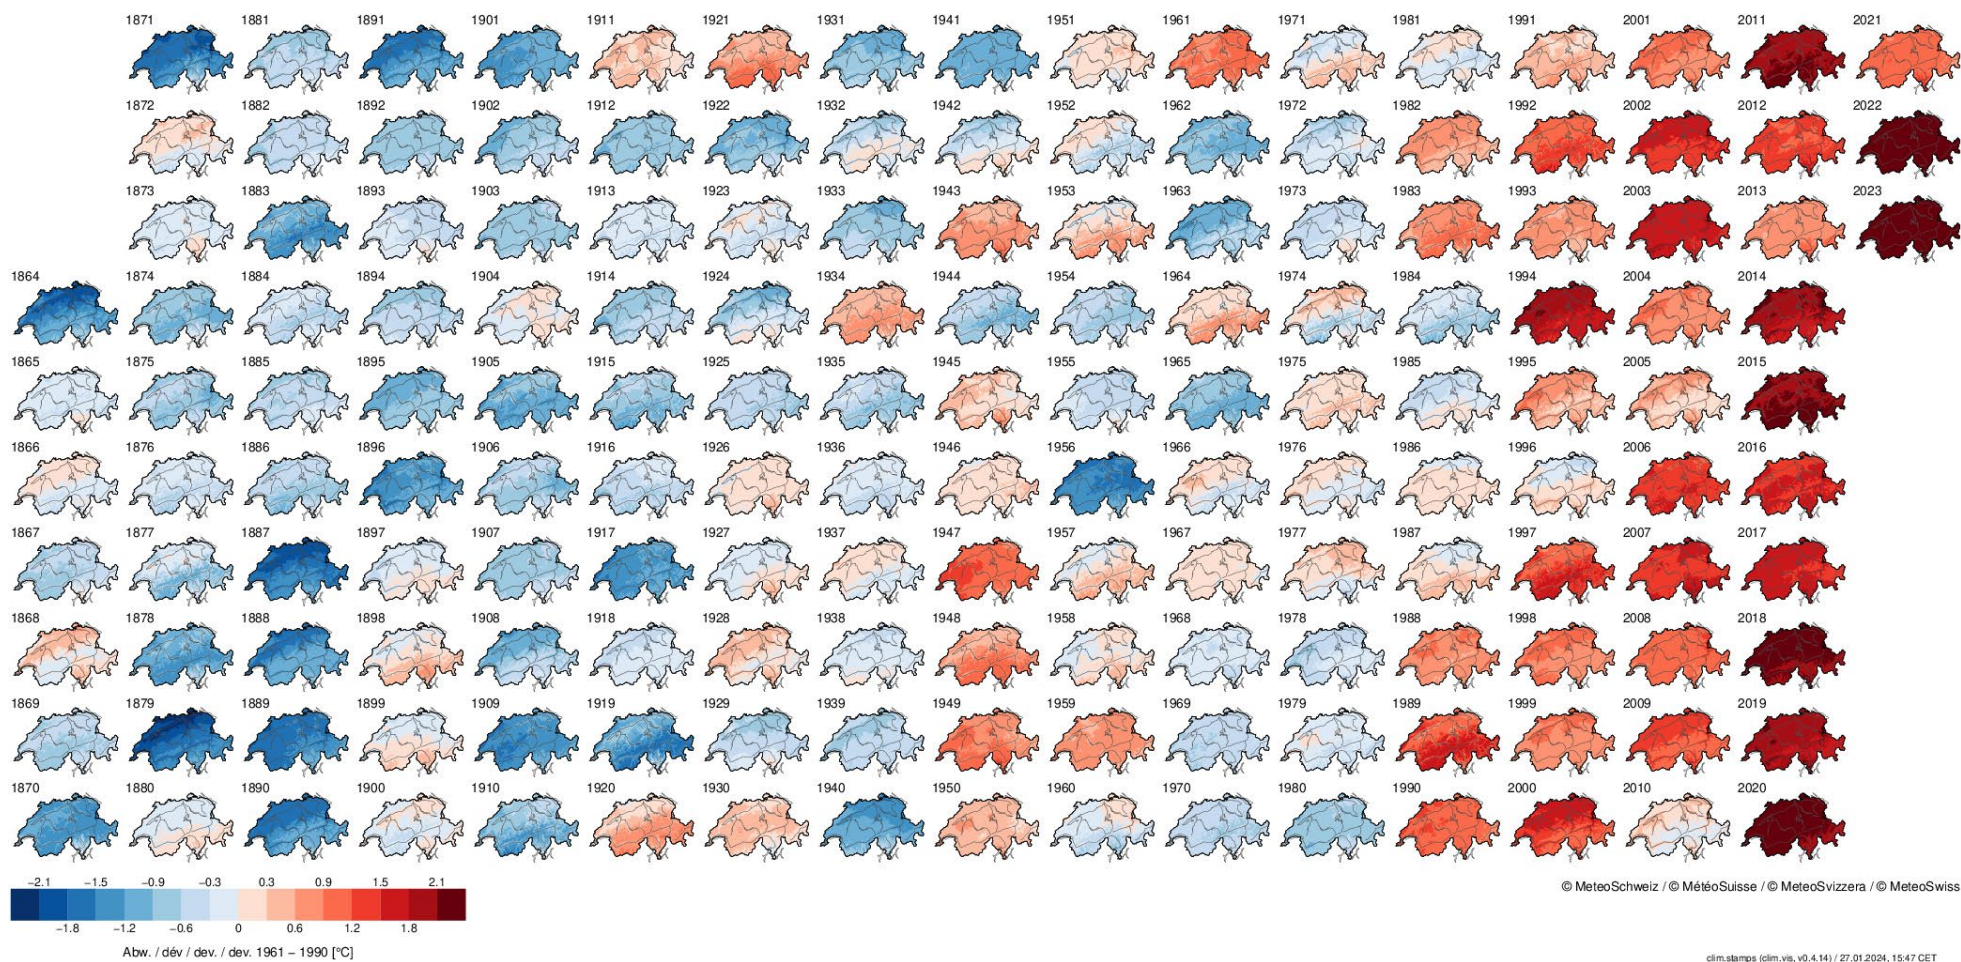 1871 1881 1891 1901 1911 1921 1931 1941 1951 1961 1971 1981 1991 2001 2011 2021
1872 1882 1892 1902 1912 1922 1932 1942 1952 1962 1972 1982 1992 2002 2012 2022
1873 1883 1893 1903 1913 1923 1933 1943 1953 1963 1973 1983 1993 2003 2013 2023
1864 1874 1884 1894 1904 1914 1924 1934 1944 1954 1964 1974 1984 1994 2004 2014
1865 1875 1885 1895 1905 1915 1925 1935 1945 1955 1965 1975 1985 1995 2005 2015
1866 1876 1886 1896 1906 1916 1926 1936 1946 1956 1966 1976 1986 1996 2006 2016
1867 1877 1887 1897 1907 1917 1927 1937 1947 1957 1967 1977 1987 1997 2007 2017
1868 1878 1888 1898 1908 1918 1928 1938 1948 1958 1968 1978 1988 1998 2008 2018
1869 1879 1889 1899 1909 1919 1929 1939 1949 1959 1969 1979 1989 1999 2009 2019
1870 1880 1890 1900 1910 1920 1930 1940 1950 1960 1970 1980 1990 2000 2010 2020
−2.1 −1.5 −0.9 −0.3 0.3 0.9 1.5 2.1
−1.8 −1.2 −0.6 0 0.6 1.2 1.8
Abw. / dév / dev. / dev. 1961 − 1990 [°C]
© MeteoSchweiz / © MétéoSuisse / © MeteoSvizzera / © MeteoSwiss
clim.stamps (clim.vis, v0.4.14) / 27.01.2024, 15:47 CET